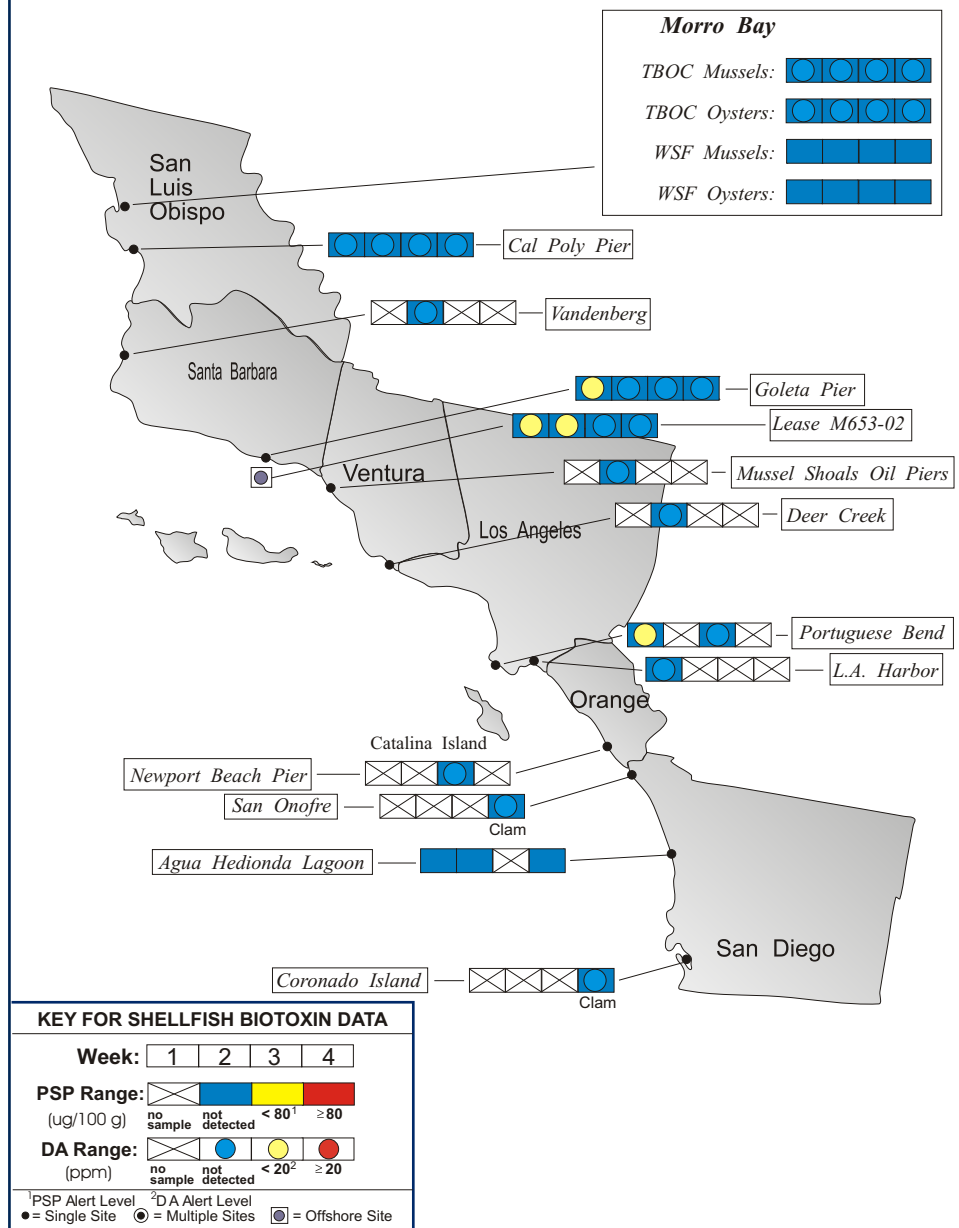 Morro Bay
TBOC Mussels:
TBOC Oysters:
WSF Mussels:
WSF Oysters:
San
Luis
Obispo
Cal Poly Pier
Vandenberg
Santa Barbara
Goleta Pier
Lease M653-02
Ventura
Mussel Shoals Oil Piers
Los Angeles
Deer Creek
Portuguese Bend
L.A. Harbor
Orange
Catalina Island
Newport Beach Pier
San Onofre
Clam
Agua Hedionda Lagoon
San Diego
Coronado Island
Clam
KEY FOR SHELLFISH BIOTOXIN DATA
Week: 1 2 3 4
PSP Range:
(ug/100 g) no sample not detected < 80¹ ≥ 80
DA Range:
(ppm) no sample not detected < 20² ≥ 20
¹PSP Alert Level ²DA Alert Level
= Single Site = Multiple Sites = Offshore Site